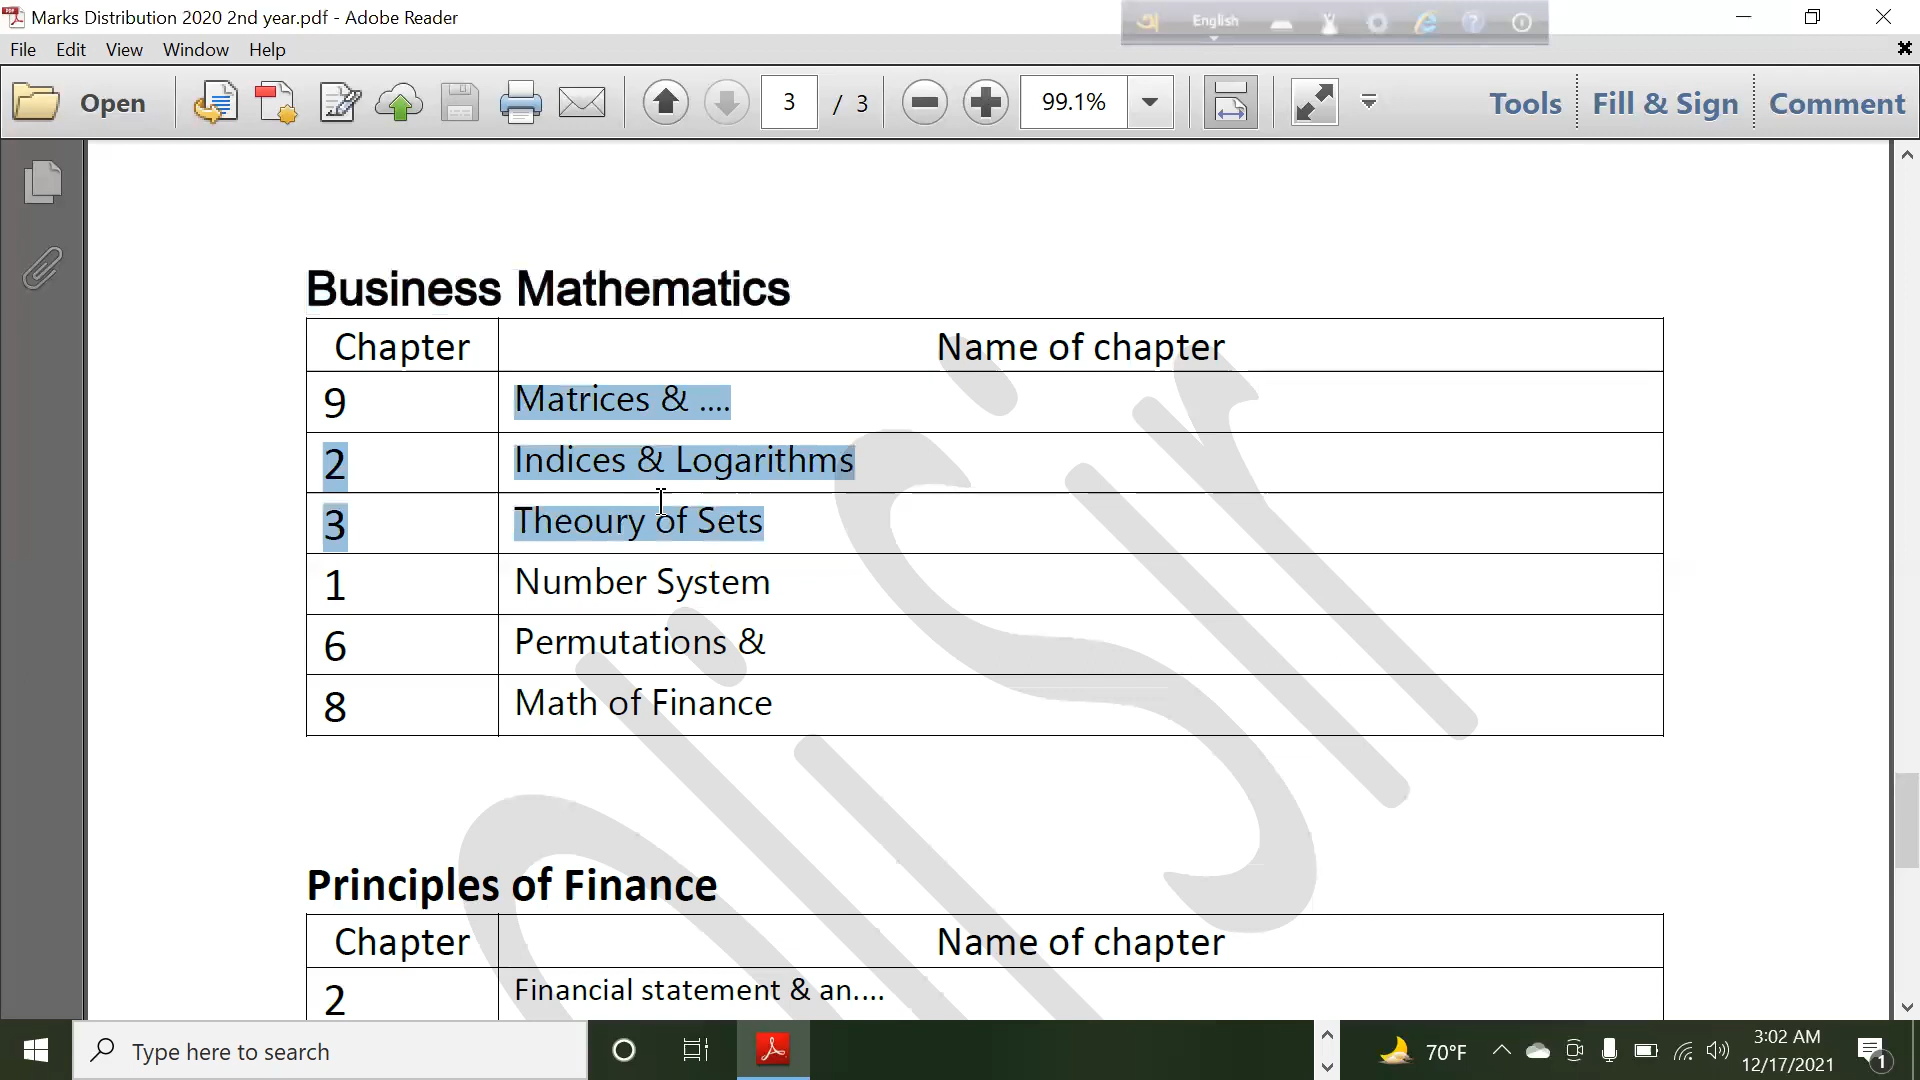 Marks Distribution 2020 2nd year.pdf - Adobe Reader
English
File Edit View Window Help
Open 3 / 3 99.1% Tools Fill & Sign Comment
Business Mathematics
Chapter Name of chapter
9 Matrices & ....
2 Indices & Logarithms
3 Theoury of Sets
1 Number System
6 Permutations &
8 Math of Finance
Principles of Finance
Chapter Name of chapter
2 Financial statement & an....
Type here to search
70°F
3:02 AM
12/17/2021
1